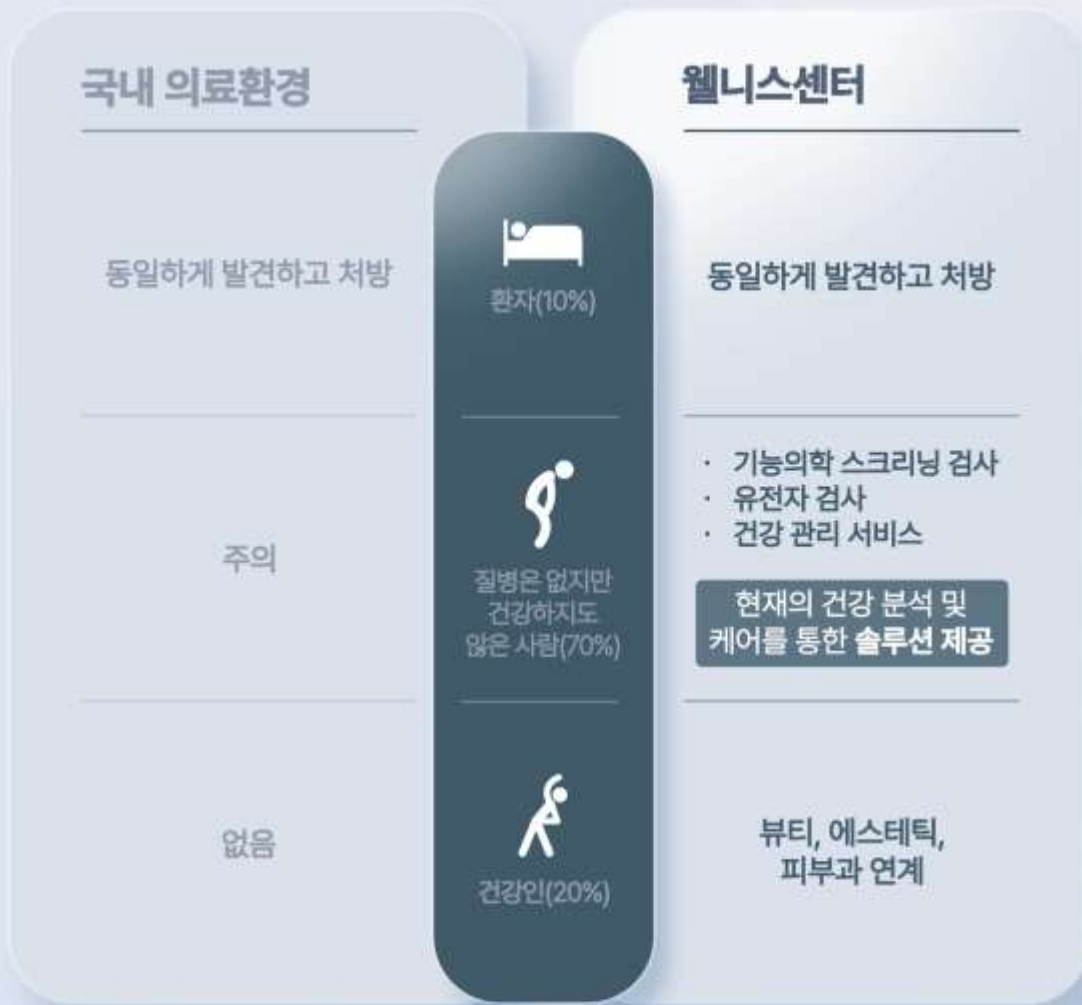 국내 의료환경
웰니스센터
동일하게 발견하고 처방
환자(10%)
동일하게 발견하고 처방
주의
질병은 없지만
건강하지도
않은 사람(70%)
· 기능의학 스크리닝 검사
· 유전자 검사
· 건강 관리 서비스
현재의 건강 분석 및
케어를 통한 솔루션 제공
없음
건강인(20%)
뷰티, 에스테틱,
피부과 연계